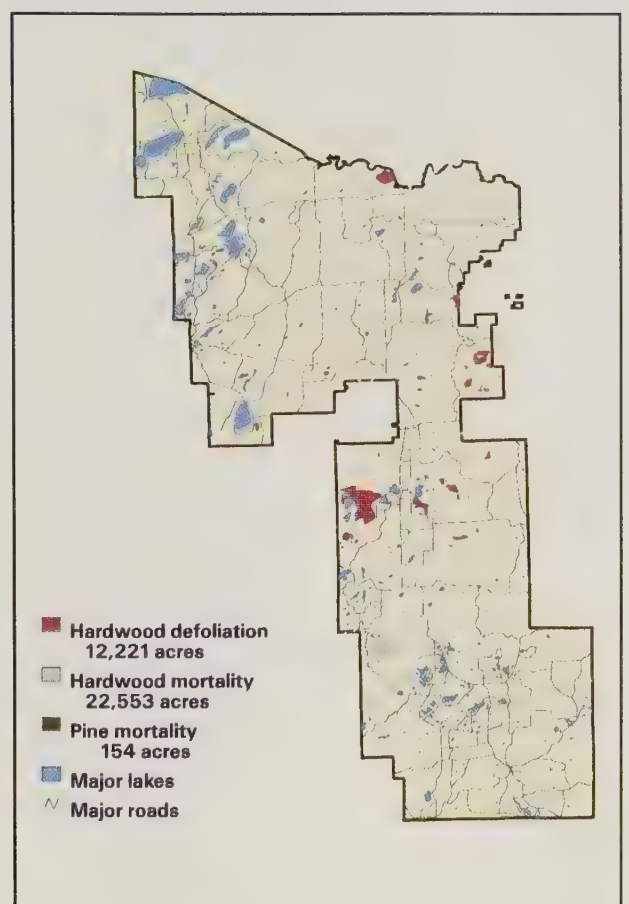 Hardwood defoliation
12,221 acres
Hardwood mortality
22,553 acres
Pine mortality
154 acres
Major lakes
Major roads